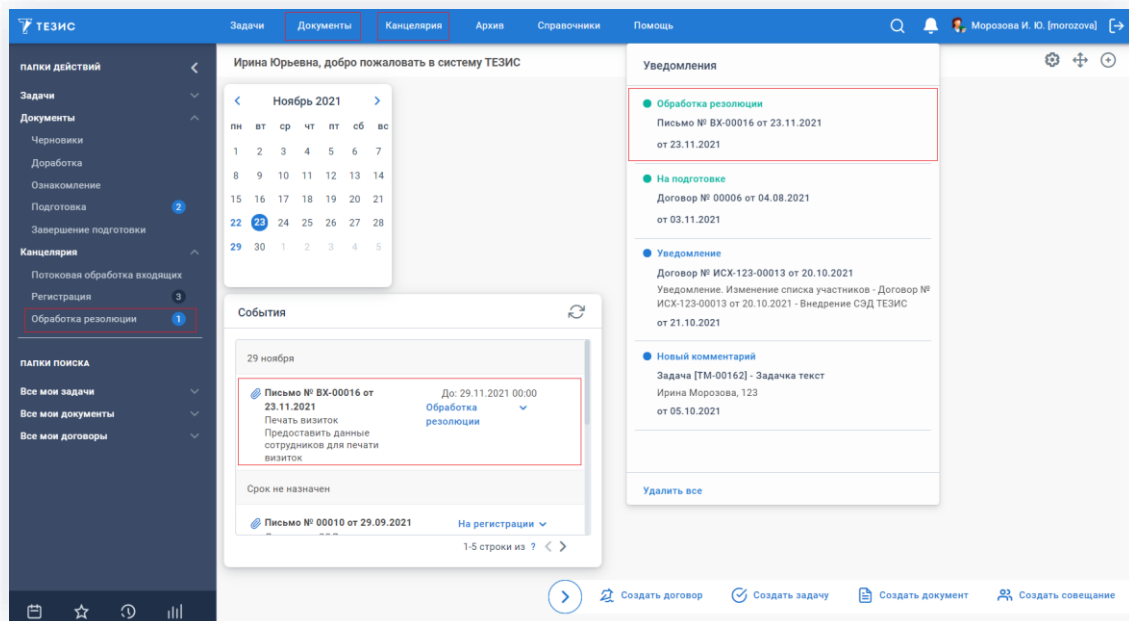 ТЕЗИС
Задачи
Документы
Канцелярия
Архив
Справочники
Помощь
Морозова И. Ю. [morozova]
ПАПКИ ДЕЙСТВИЙ
Задачи
Документы
Черновики
Доработка
Ознакомление
Подготовка 2
Завершение подготовки
Канцелярия
Потоковая обработка входящих
Регистрация 3
Обработка резолюции 1
ПАПКИ ПОИСКА
Все мои задачи
Все мои документы
Все мои договоры
Ирина Юрьевна, добро пожаловать в систему ТЕЗИС
Ноябрь 2021
пн вт ср чт пт сб вс
1 2 3 4 5 6 7
8 9 10 11 12 13 14
15 16 17 18 19 20 21
22 23 24 25 26 27 28
29 30 1 2 3 4 5
События
29 ноября
Письмо № ВХ-00016 от
23.11.2021
Печать визиток
Предоставить данные
сотрудников для печати
визиток
До: 29.11.2021 00:00
Обработка
резолюции
Срок не назначен
Письмо № 00010 от 29.09.2021
На регистрации
1-5 строки из ?
Уведомления
Обработка резолюции
Письмо № ВХ-00016 от 23.11.2021
от 23.11.2021
На подготовке
Договор № 00006 от 04.08.2021
от 03.11.2021
Уведомление
Договор № ИСХ-123-00013 от 20.10.2021
Уведомление. Изменение списка участников - Договор №
ИСХ-123-00013 от 20.10.2021 - Внедрение СЭД ТЕЗИС
от 21.10.2021
Новый комментарий
Задача [ТМ-00162] - Задачка текст
Ирина Морозова, 123
от 05.10.2021
Удалить все
Создать договор
Создать задачу
Создать документ
Создать совещание